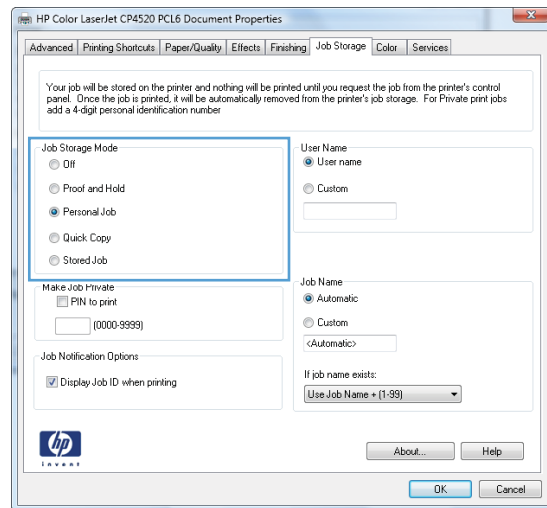 HP Color LaserJet CP4520 PCL6 Document Properties
Advanced Printing Shortcuts Paper/Quality Effects Finishing Job Storage Color Services
Your job will be stored on the printer and nothing will be printed until you request the job from the printer's control
panel. Once the job is printed, it will be automatically removed from the printer's job storage. For Private print jobs
add a 4-digit personal identification number
Job Storage Mode
Off
Proof and Hold
Personal Job
Quick Copy
Stored Job
User Name
User name
Custom
Make Job Private
PIN to print
(0000-9999)
Job Notification Options
Display Job ID when printing
Job Name
Automatic
Custom
<Automatic>
If job name exists:
Use Job Name + (1-99)
hp
invent
About... Help
OK Cancel